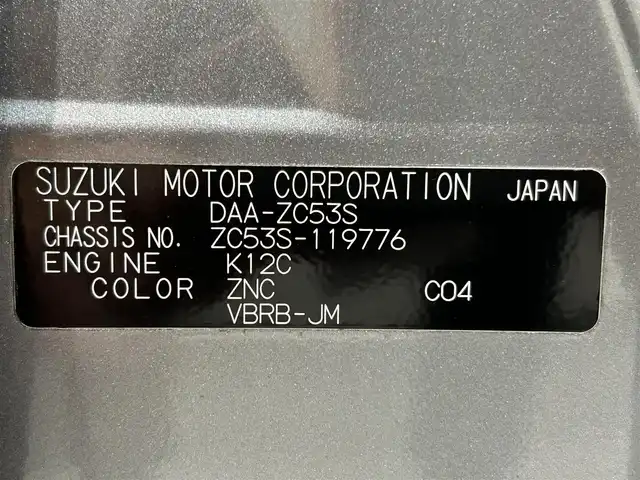 SUZUKI MOTOR CORPORATION JAPAN
TYPE DAA-ZC53S
CHASSIS NO. ZC53S-119776
ENGINE K12C
COLOR ZNC C04
VBRB-JM